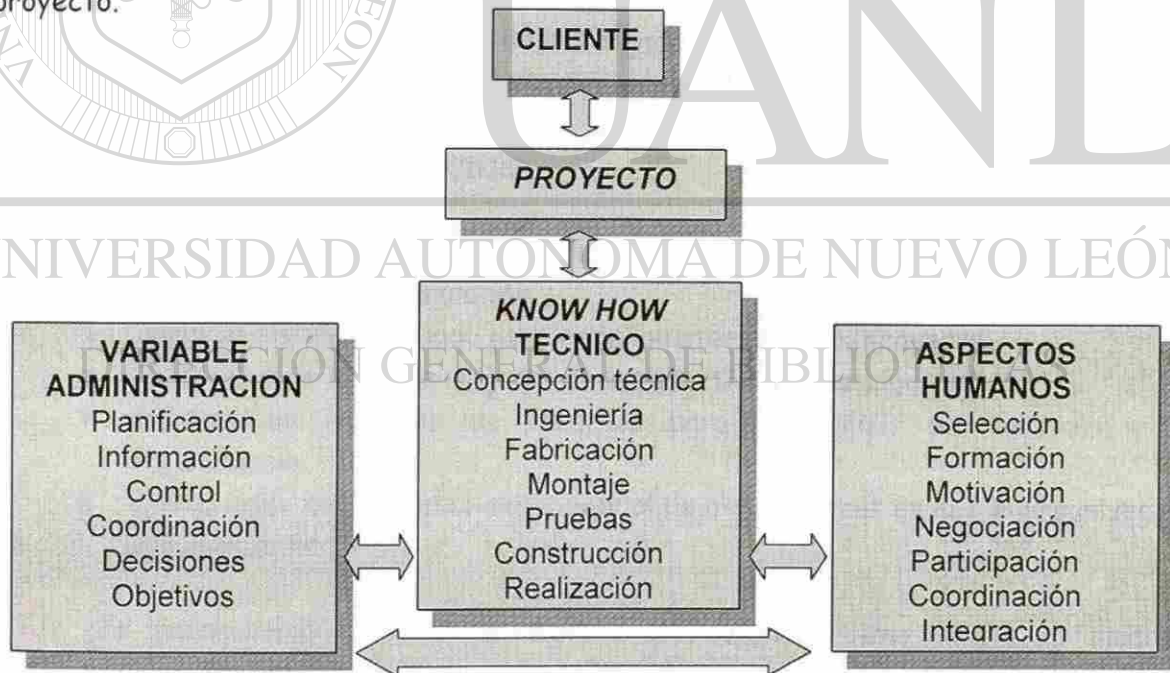 proyecto.
UANL
CLIENTE
PROYECTO
UNIVERSIDAD AUTÓNOMA DE NUEVO LEÓN
DIRECCIÓN GENERAL DE BIBLIOTECAS
VARIABLE
ADMINISTRACION
Planificación
Información
Control
Coordinación
Decisiones
Objetivos
KNOW HOW
TECNICO
Concepción técnica
Ingeniería
Fabricación
Montaje
Pruebas
Construcción
Realización
ASPECTOS
HUMANOS
Selección
Formación
Motivación
Negociación
Participación
Coordinación
Integración